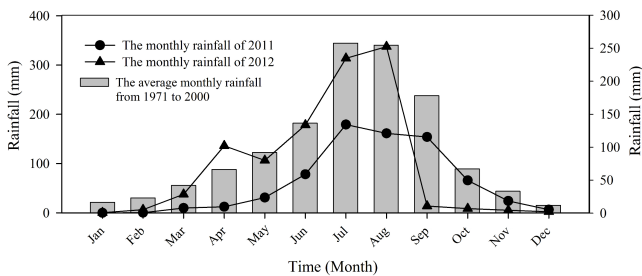 400
300
200
100
0
Rainfall (mm)
The monthly rainfall of 2011
The monthly rainfall of 2012
The average monthly rainfall
from 1971 to 2000
300
250
200
150
100
50
0
Rainfall (mm)
Jan
Feb
Mar
Apr
May
Jun
Jul
Aug
Sep
Oct
Nov
Dec
Time (Month)